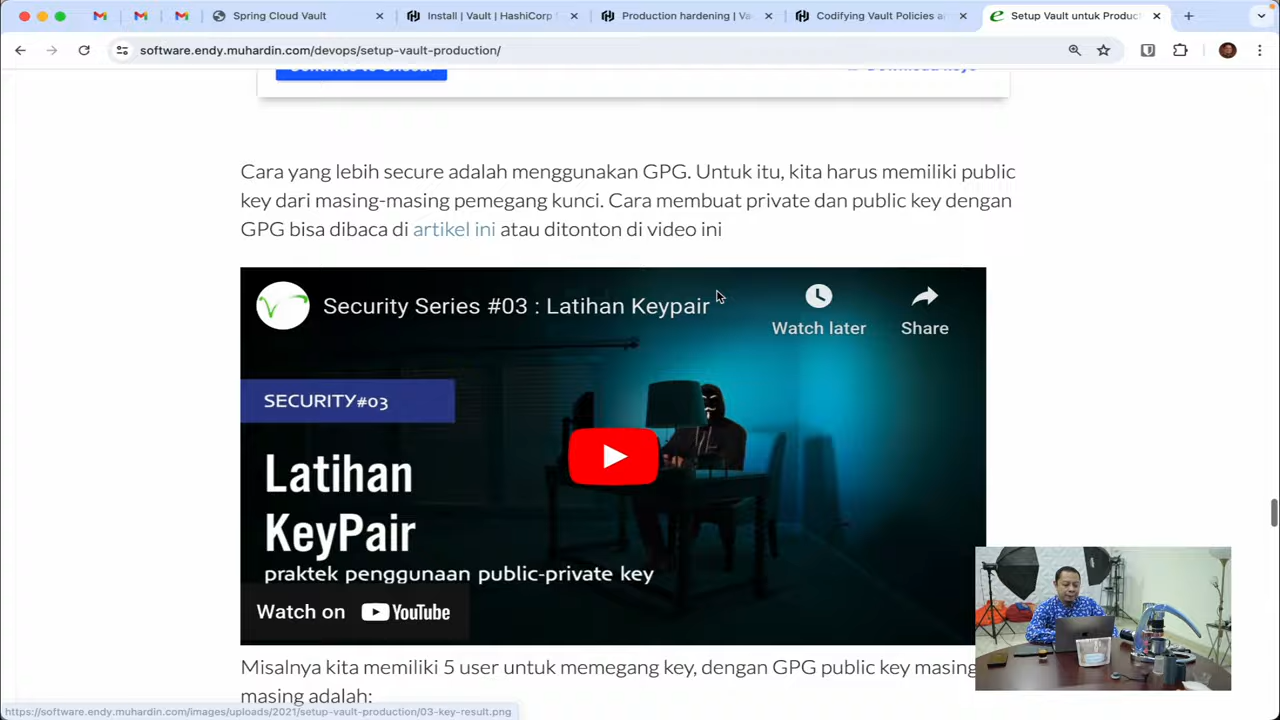 Spring Cloud Vault
Install | Vault | HashiCorp
Production hardening | Va
Codifying Vault Policies a
Setup Vault untuk Produc
software.endy.muhardin.com/devops/setup-vault-production/
Cara yang lebih secure adalah menggunakan GPG. Untuk itu, kita harus memiliki public
key dari masing-masing pemegang kunci. Cara membuat private dan public key dengan
GPG bisa dibaca di artikel ini atau ditonton di video ini
Security Series #03 : Latihan Keypair
Watch later
Share
SECURITY#03
Latihan
KeyPair
praktek penggunaan public-private key
Watch on YouTube
Misalnya kita memiliki 5 user untuk memegang key, dengan GPG public key masing
masing adalah:
https://software.endy.muhardin.com/images/uploads/2021/setup-vault-production/03-key-result.png